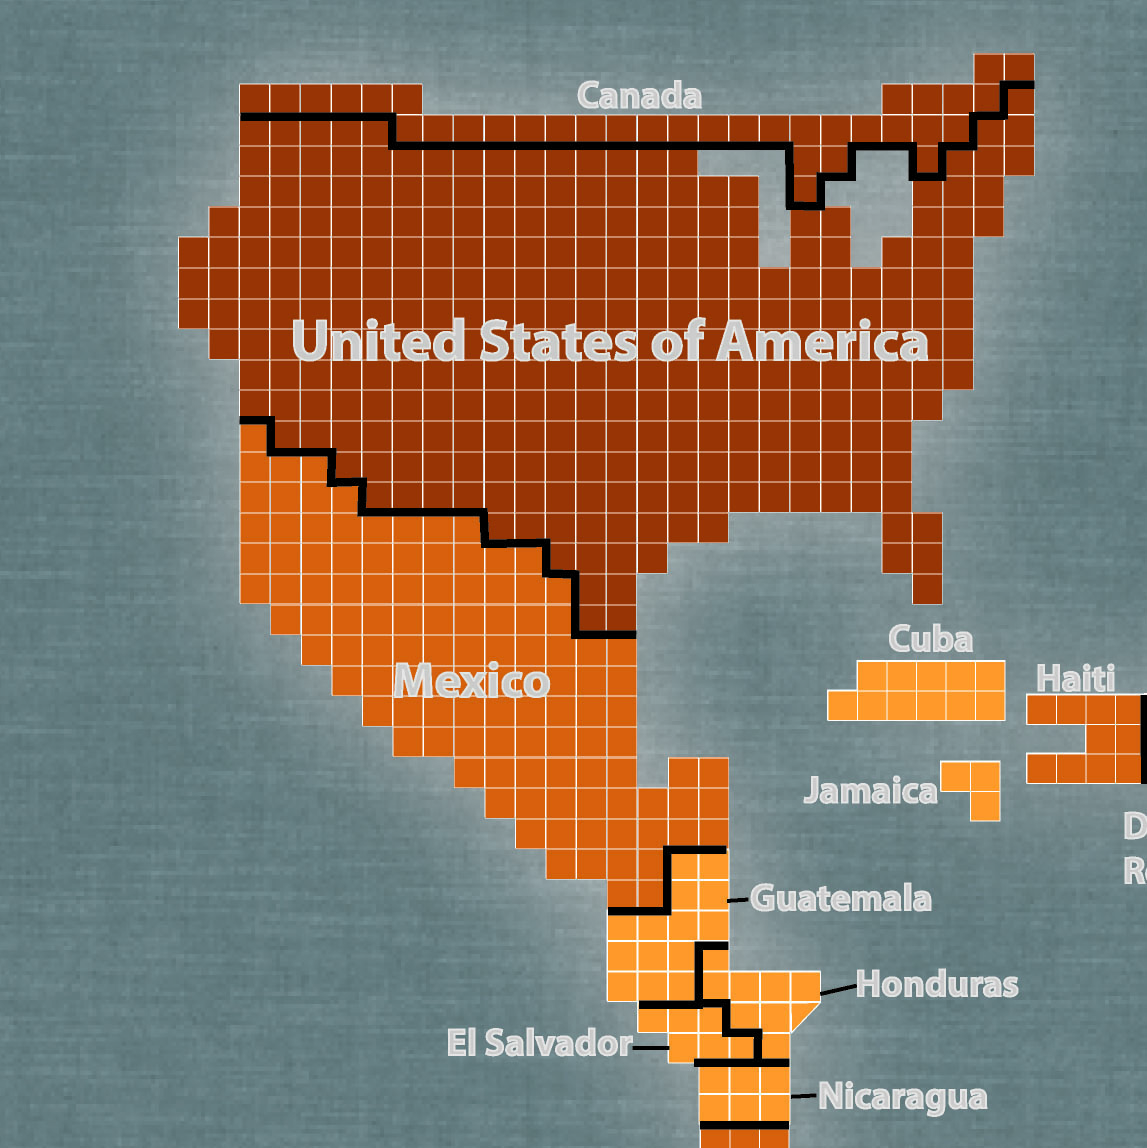 Canada
United States of America
Cuba
Haiti
Mexico
Jamaica
D
R
Guatemala
Honduras
El Salvador
Nicaragua